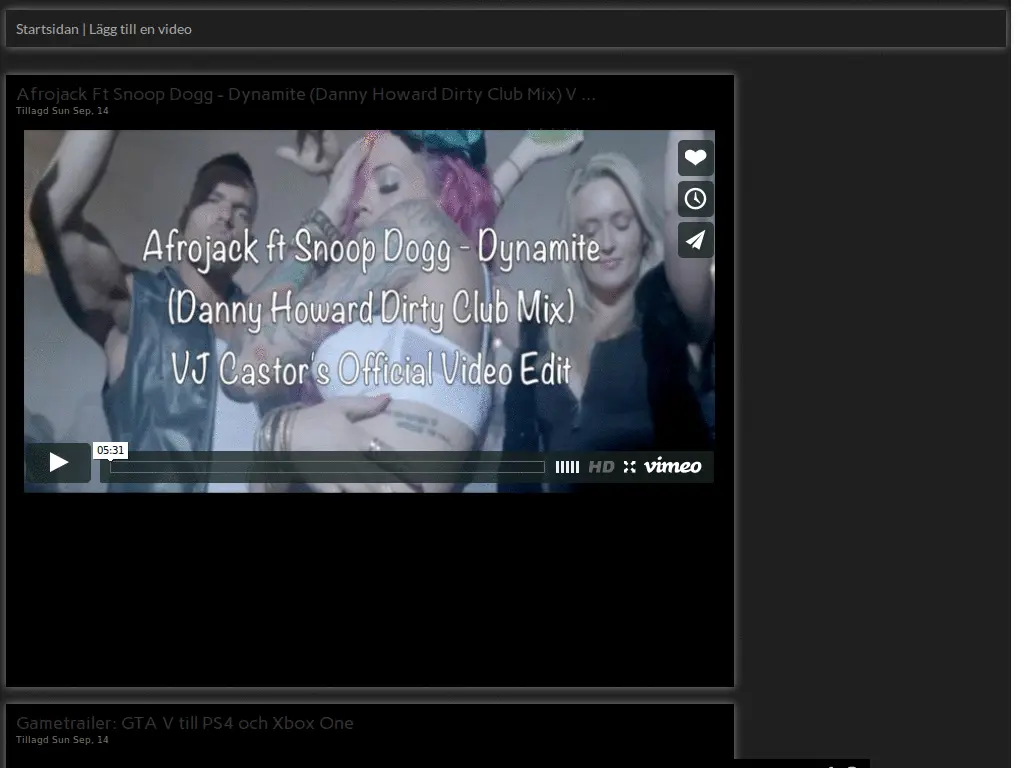 Startsidan | Lägg till en video
Afrojack Ft Snoop Dogg - Dynamite (Danny Howard Dirty Club Mix) V ...
Tillagd Sun Sep, 14
Afrojack ft Snoop Dogg - Dynamite
(Danny Howard Dirty Club Mix)
VJ Castor's Official Video Edit
05:31
HD
vimeo
Gametrailer: GTA V till PS4 och Xbox One
Tillagd Sun Sep, 14